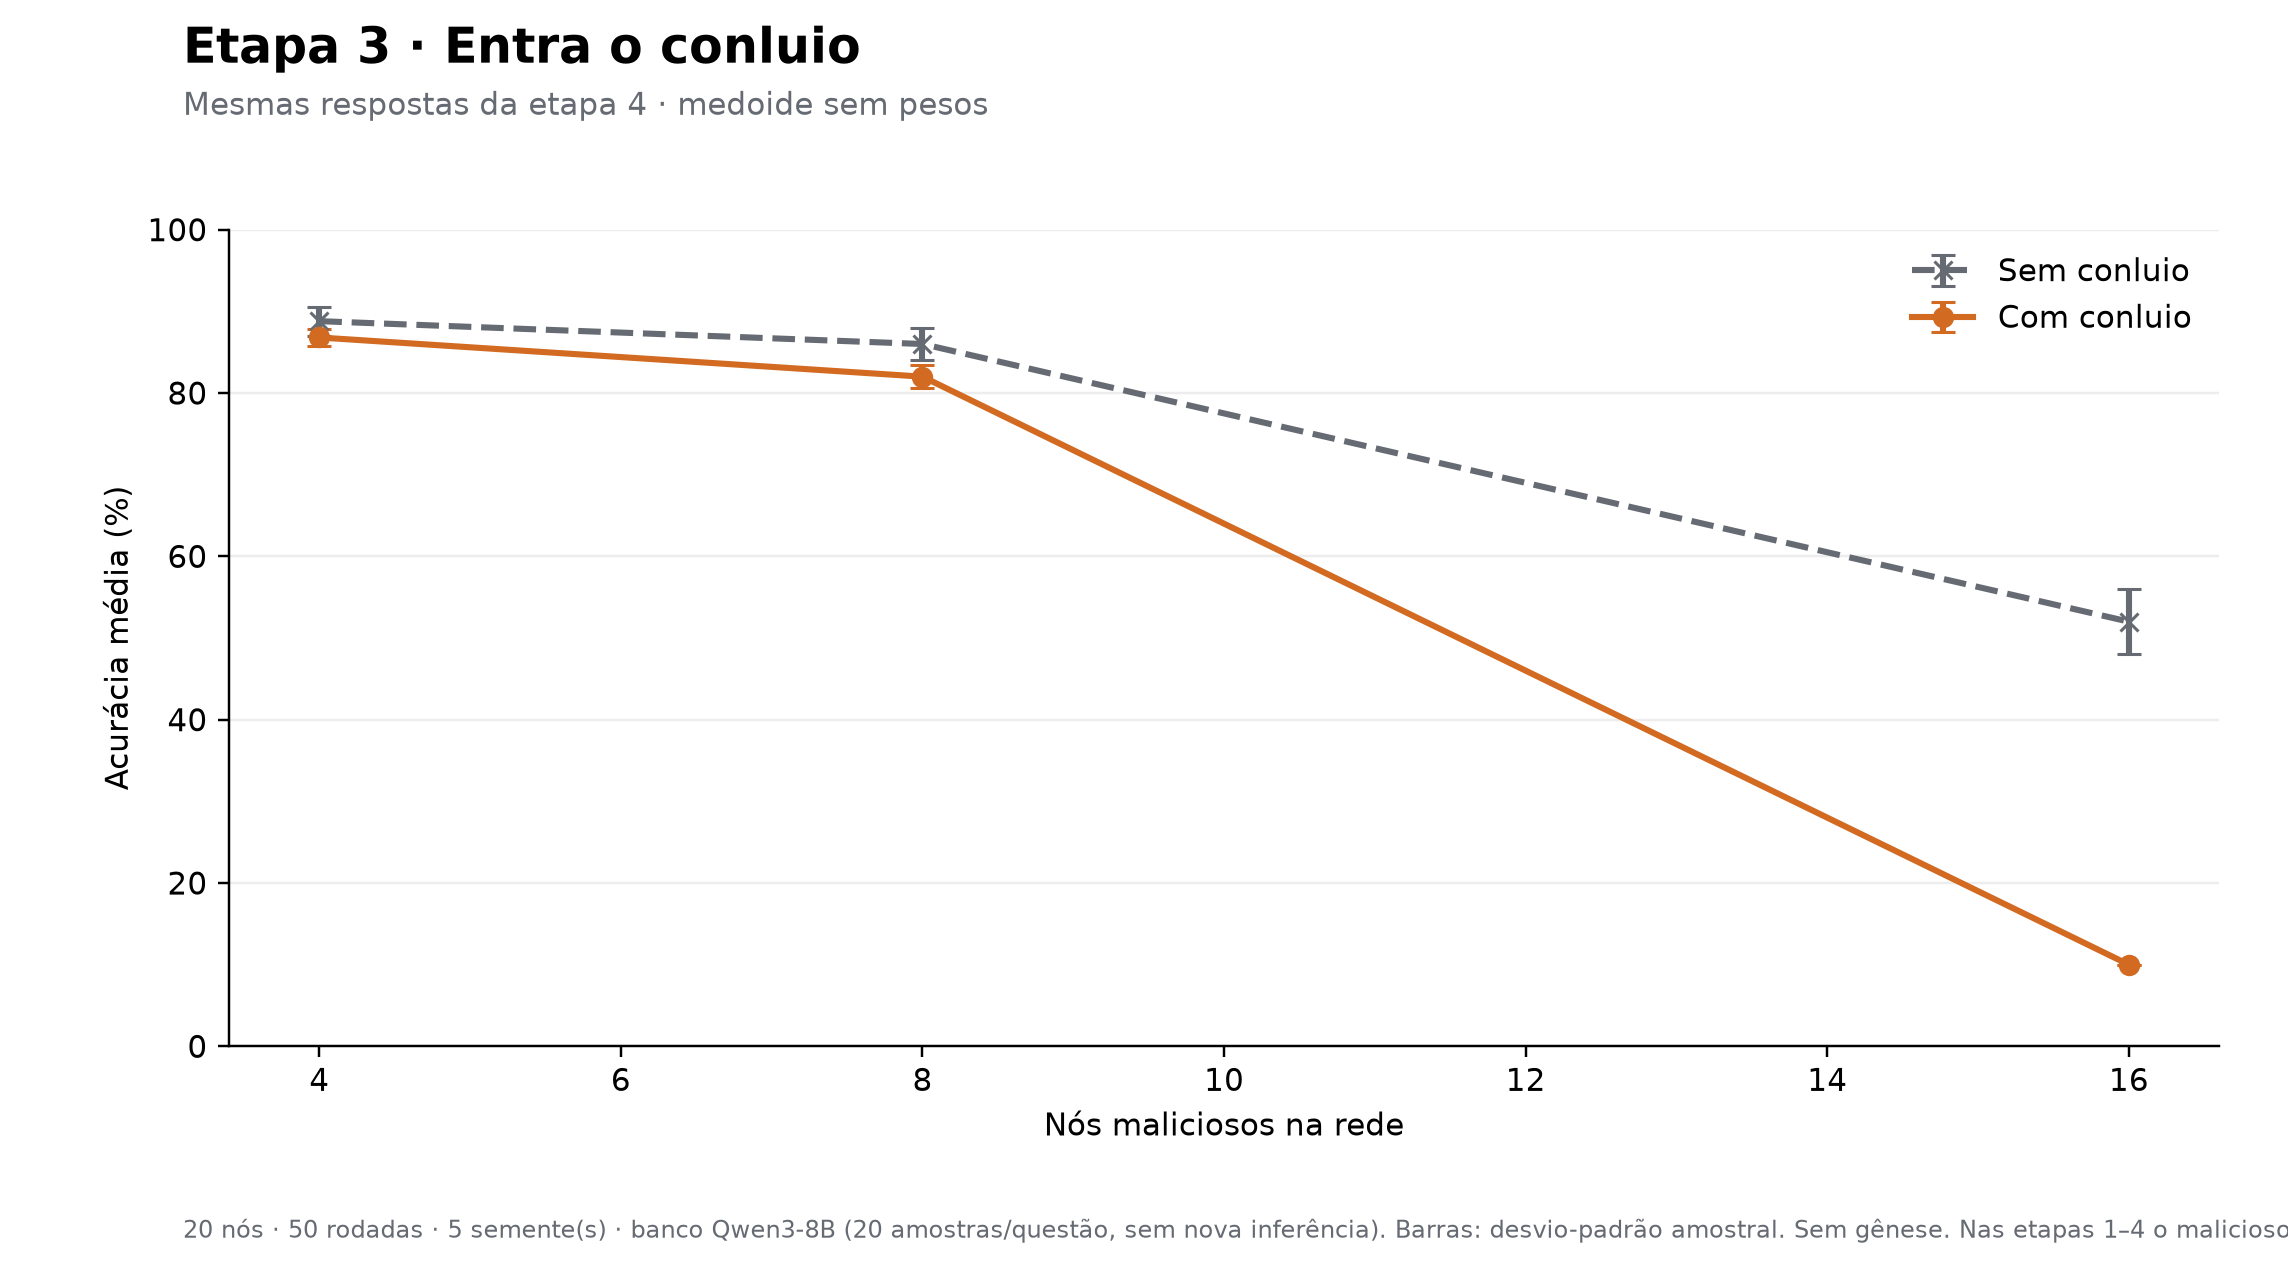 Etapa 3 · Entra o conluio
Mesmas respostas da etapa 4 · medoide sem pesos
100
80
60
40
20
0
Acurácia média (%)
Sem conluio
Com conluio
4 6 8 10 12 14 16
Nós maliciosos na rede
20 nós · 50 rodadas · 5 semente(s) · banco Qwen3-8B (20 amostras/questão, sem nova inferência). Barras: desvio-padrão amostral. Sem gênese. Nas etapas 1–4 o malicioso